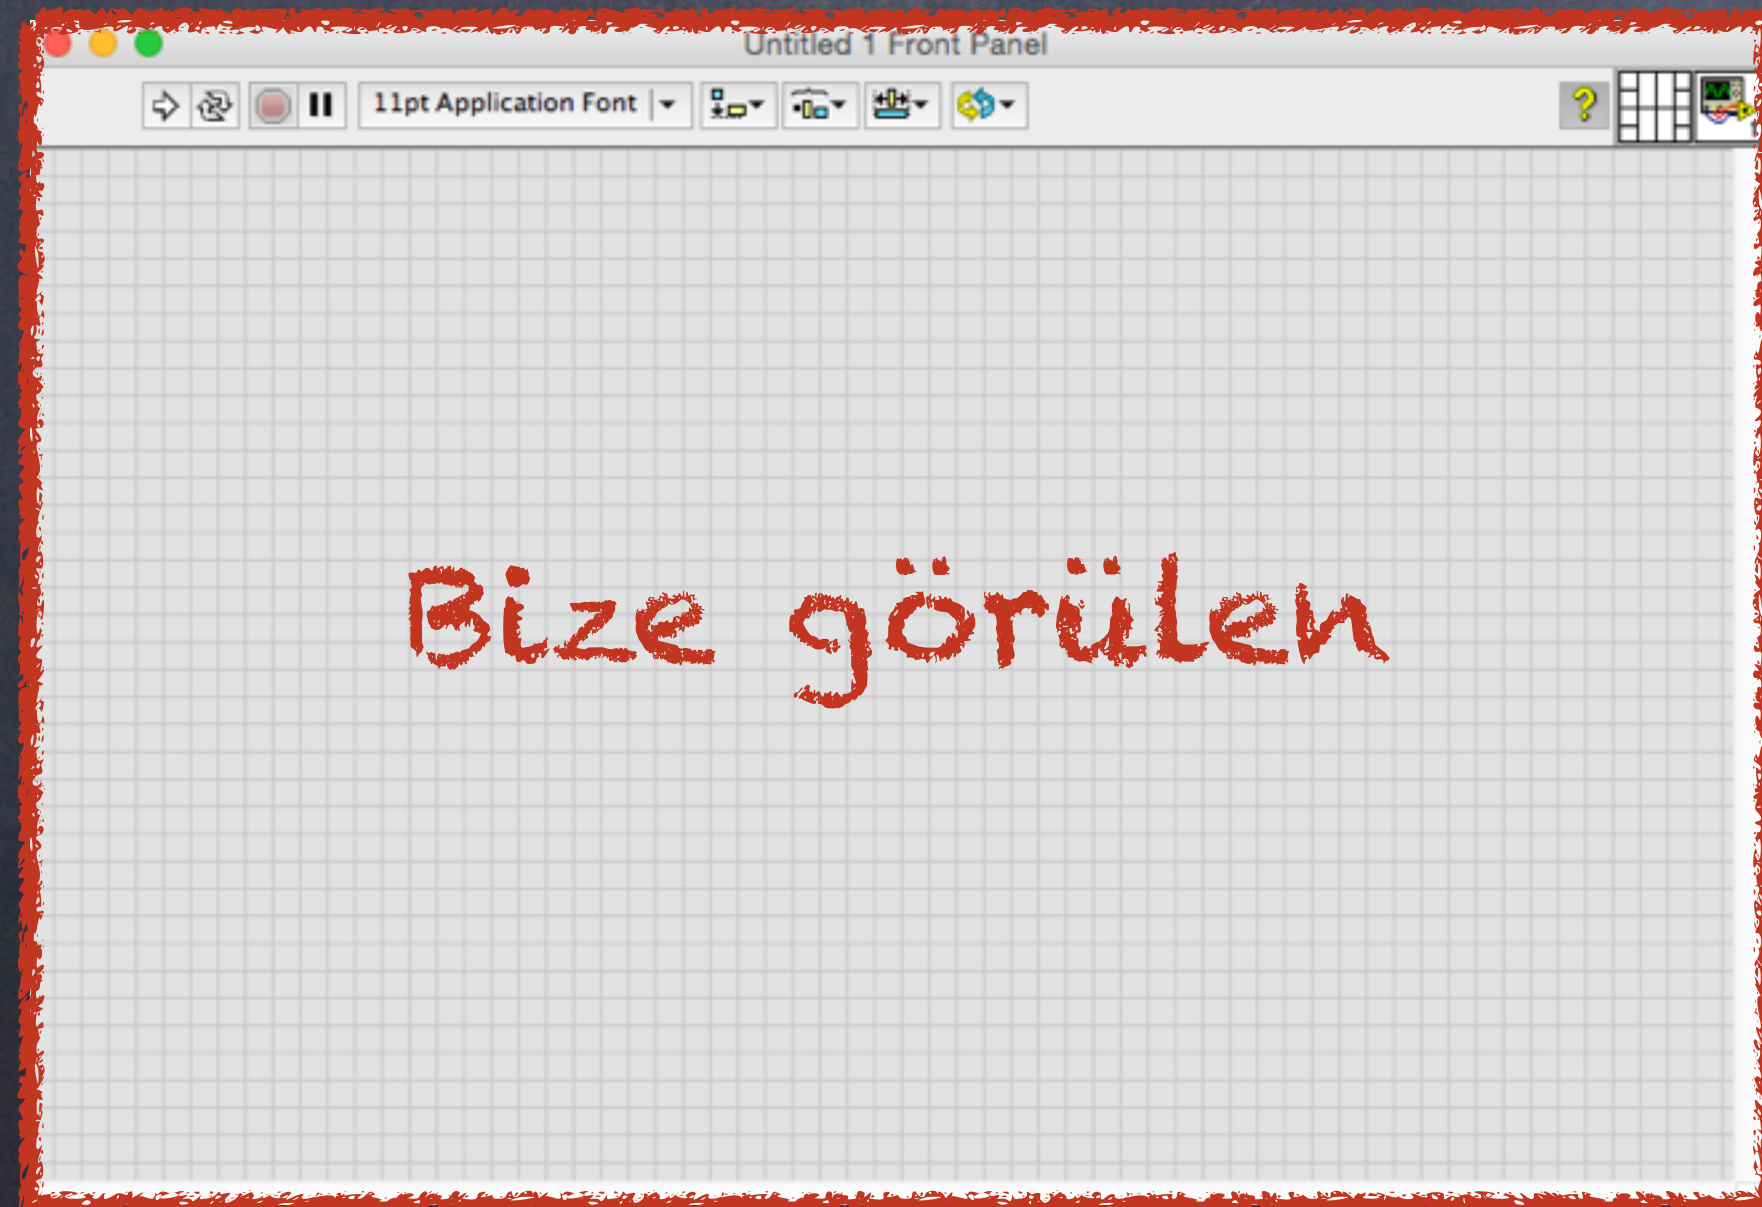 Untitled 1 Front Panel
11pt Application Font
?
Bize görülen